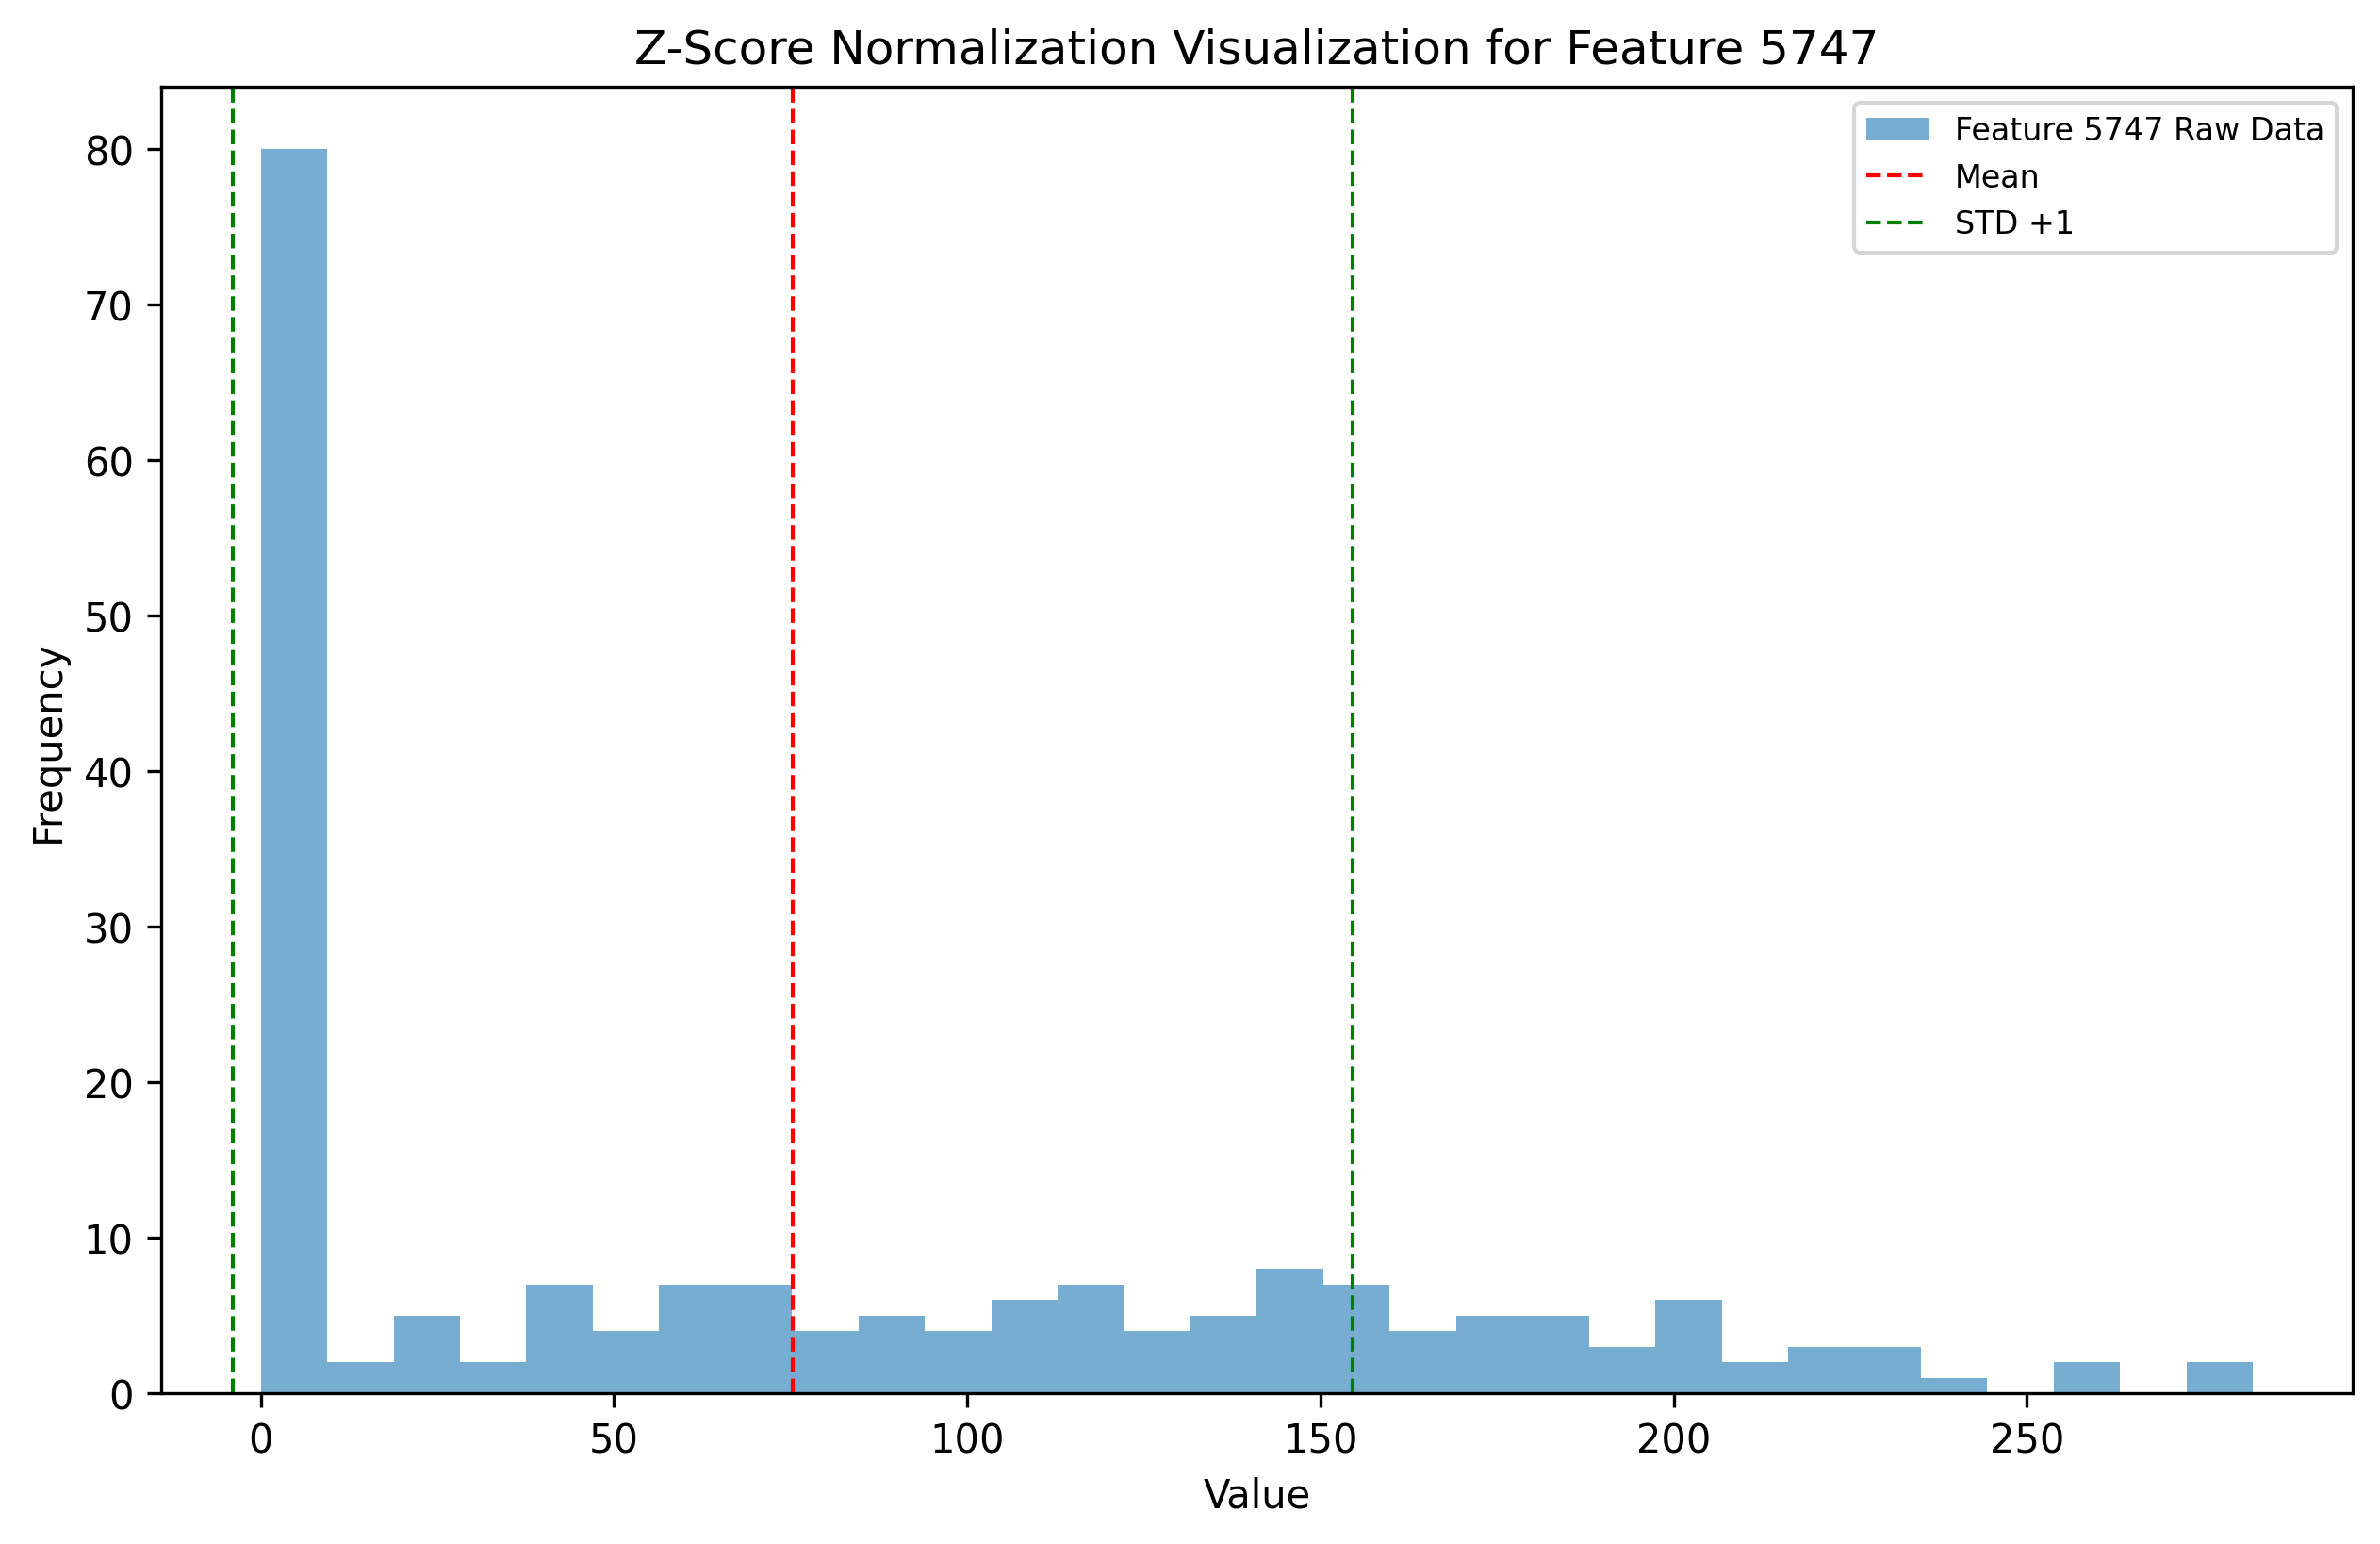 Z-Score Normalization Visualization for Feature 5747
Feature 5747 Raw Data
Mean
STD +1
80
70
60
50
40
30
20
10
0
Frequency
0 50 100 150 200 250
Value